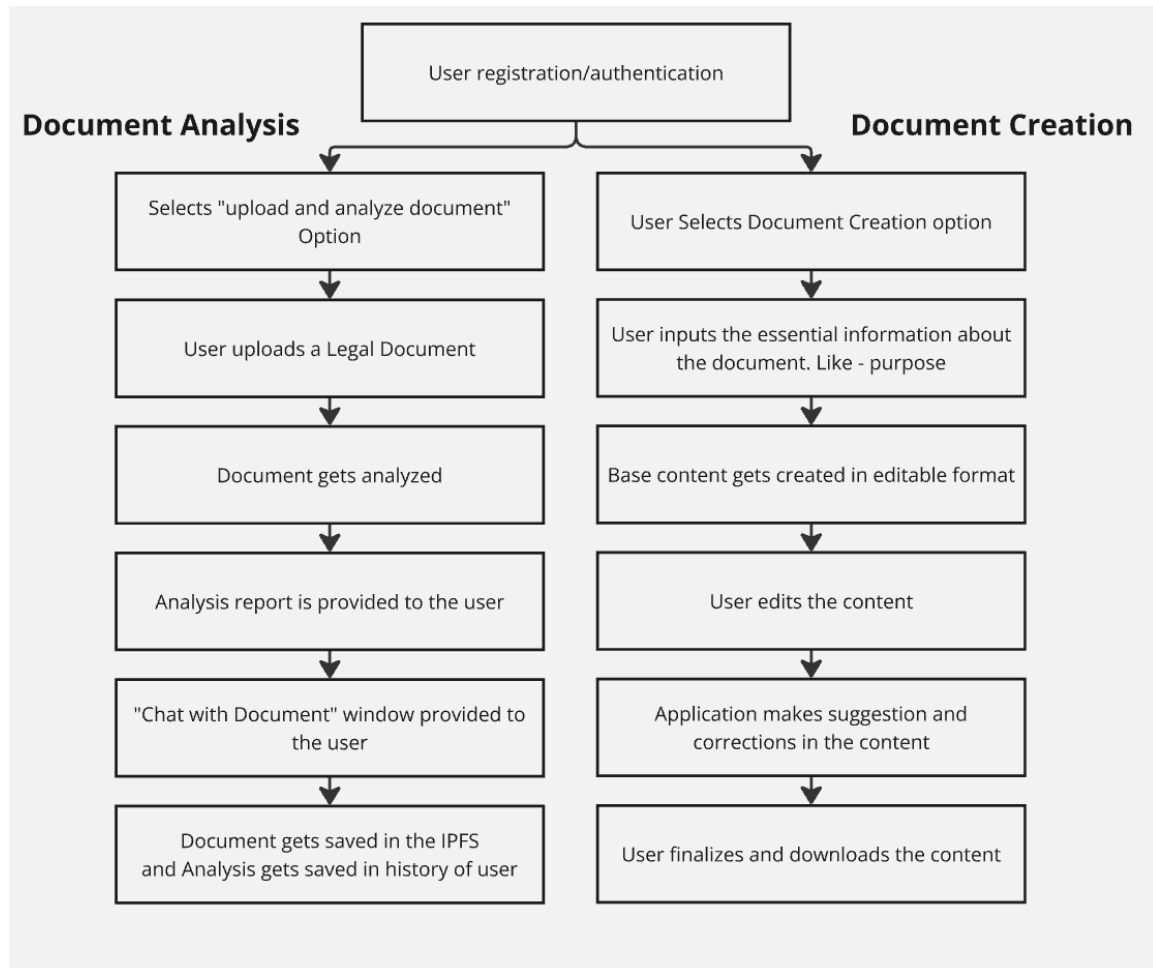 User registration/authentication
Document Analysis
Document Creation
Selects "upload and analyze document"
Option
User uploads a Legal Document
Document gets analyzed
Analysis report is provided to the user
"Chat with Document" window provided to
the user
Document gets saved in the IPFS
and Analysis gets saved in history of user
User Selects Document Creation option
User inputs the essential information about
the document. Like - purpose
Base content gets created in editable format
User edits the content
Application makes suggestion and
corrections in the content
User finalizes and downloads the content